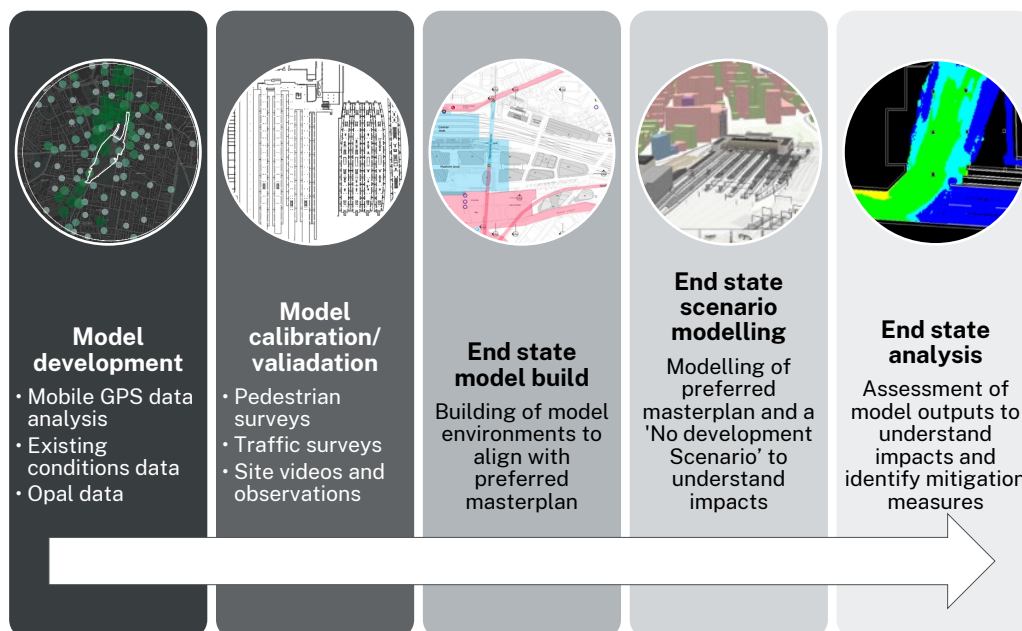 Model
development
• Mobile GPS data
analysis
• Existing
conditions data
• Opal data
Model
calibration/
valiadation
• Pedestrian
surveys
• Traffic surveys
• Site videos and
observations
End state
model build
Building of model
environments to
align with
preferred
masterplan
End state
scenario
modelling
Modelling of
preferred
masterplan and a
'No development
Scenario’ to
understand
impacts
End state
analysis
Assessment of
model outputs to
understand
impacts and
identify mitigation
measures